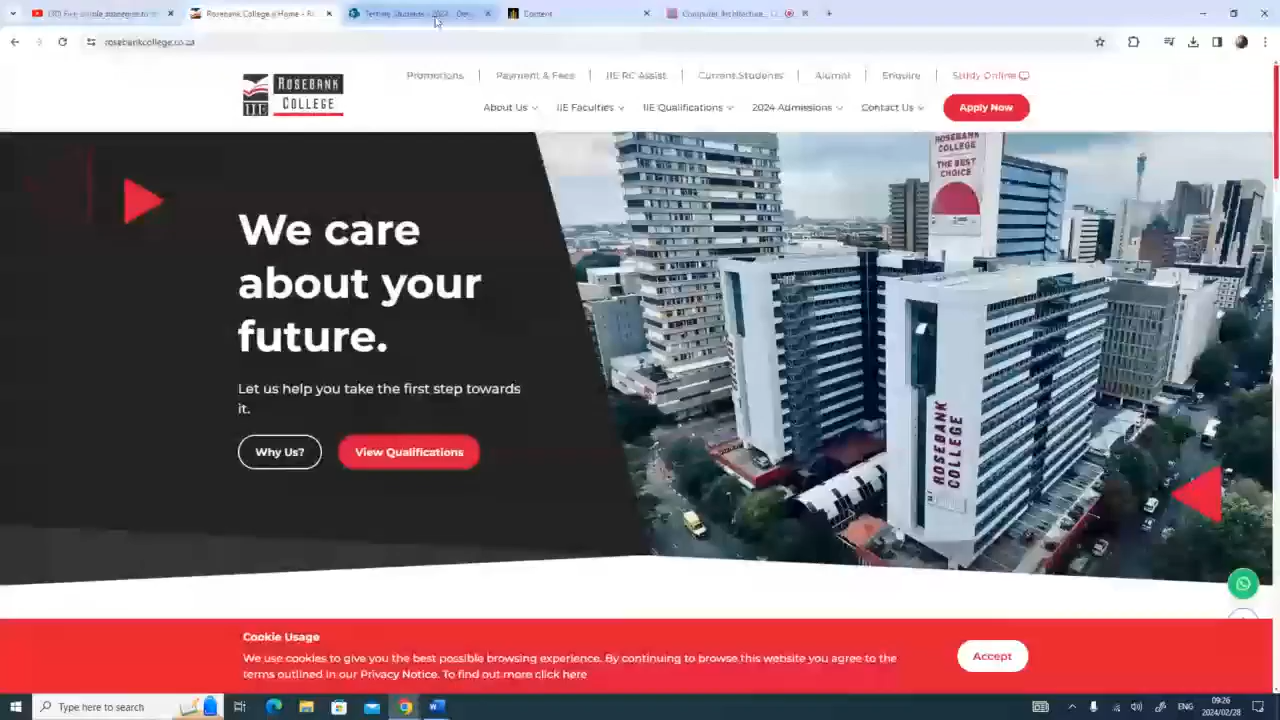 Rosebank College
Content
Computer Architecture
rosebankcollege.co.za
ROSEBANK
COLLEGE
IIE
Promotions
Payment & Fees
IIE RC Assist
Current Students
Alumni
Enquire
Study Online
About Us
IIE Faculties
IIE Qualifications
2024 Admissions
Contact Us
Apply Now
ROSEBANK
COLLEGE
THE BEST
CHOICE
We care
about your
future.
Let us help you take the first step towards
it.
Why Us?
View Qualifications
ROSEBANK
COLLEGE
Cookie Usage
We use cookies to give you the best possible browsing experience. By continuing to browse this website you agree to the
terms outlined in our Privacy Notice. To find out more click here
Accept
Type here to search
ENG
09:26
2024/02/28